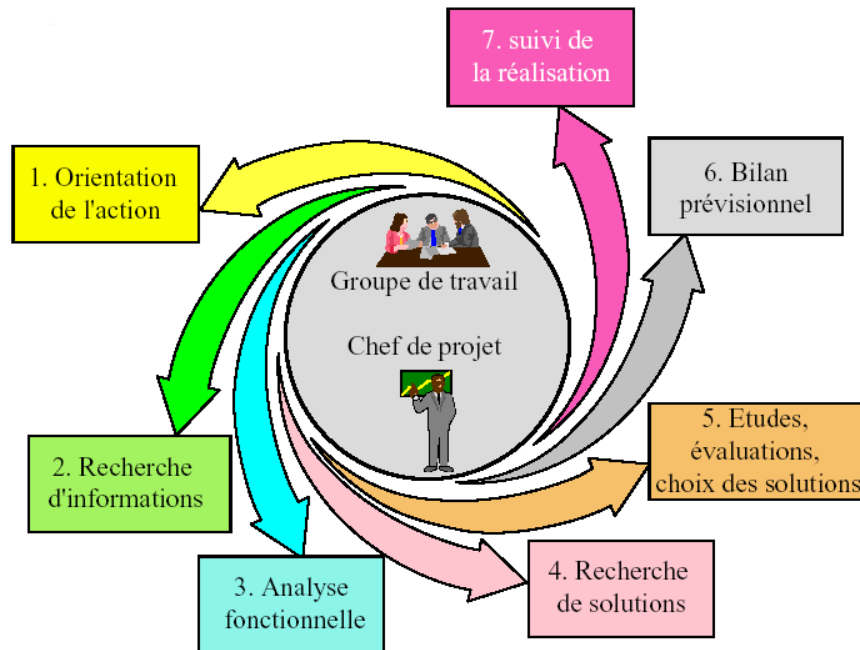 1. Orientation
de l'action
2. Recherche
d'informations
3. Analyse
fonctionnelle
4. Recherche
de solutions
5. Etudes,
évaluations,
choix des solutions
6. Bilan
prévisionnel
7. suivi de
la réalisation
Groupe de travail
Chef de projet